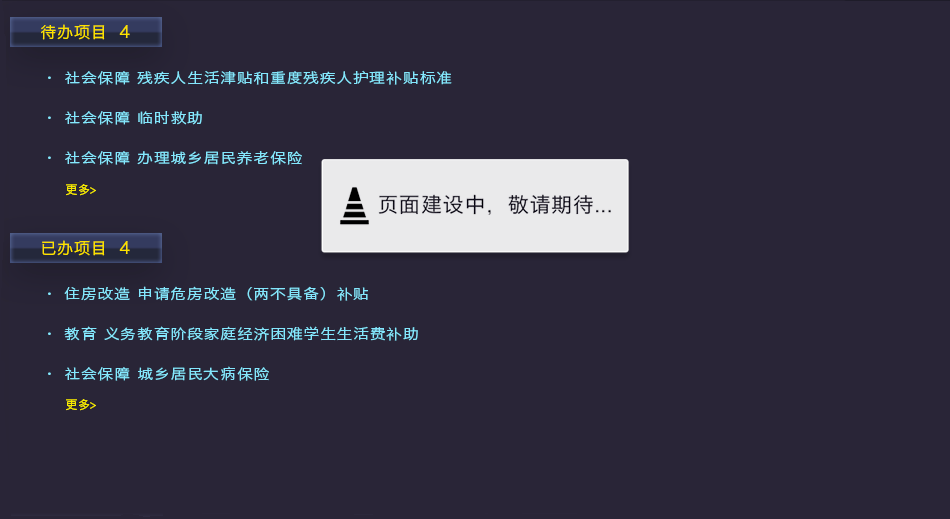 待办项目 4
· 社会保障 残疾人生活津贴和重度残疾人护理补贴标准
· 社会保障 临时救助
· 社会保障 办理城乡居民养老保险
更多>
页面建设中，敬请期待...
已办项目 4
· 住房改造 申请危房改造（两不具备）补贴
· 教育 义务教育阶段家庭经济困难学生生活费补助
· 社会保障 城乡居民大病保险
更多>